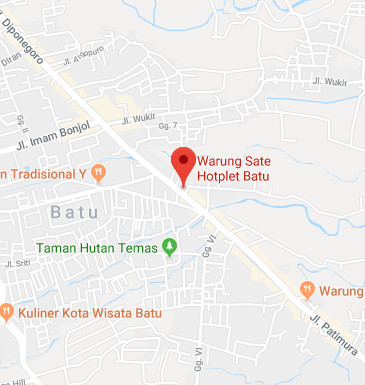 Jl. Diponegoro
Diran
Jl. Arjopuro
Jl. Wukir
Gg. II
Jl. Wukir
Gg. 7
Jl. Imam Bonjol
Warung Sate
Hotplet Batu
n Tradisional Y
Batu
Taman Hutan Temas
Gg. VI
Jl. Sriti
Warung
Kuliner Kota Wisata Batu
Jl. Patimura
Gg. VI
an Hill